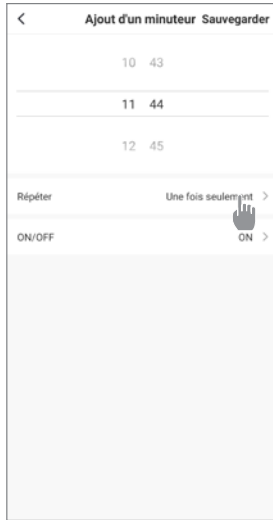 Ajout d'un minuteur Sauvegarder
10 43
11 44
12 45
Répéter Une fois seulement
ON/OFF ON